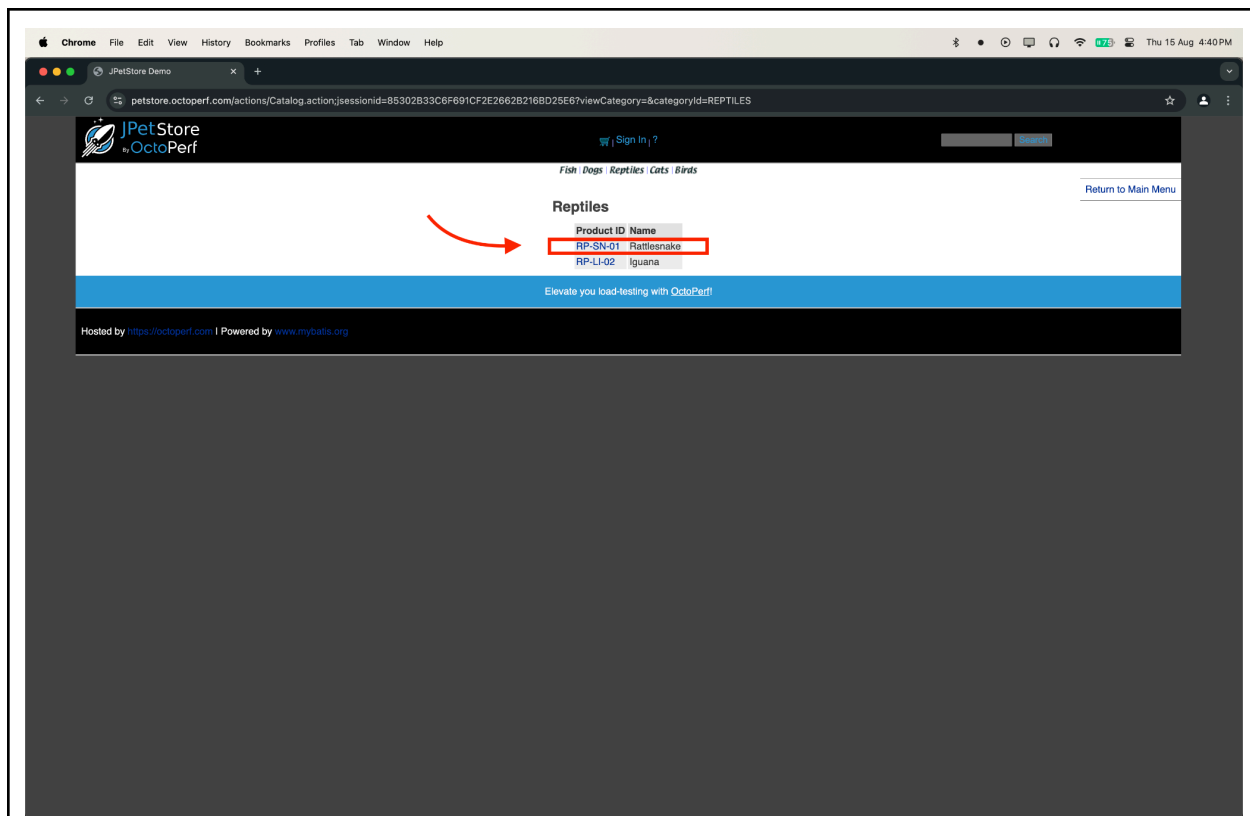 Chrome File Edit View History Bookmarks Profiles Tab Window Help 75 Thu 15 Aug 4:40 PM
JPetStore Demo
petstore.octoperf.com/actions/Catalog.action;jsessionid=85302B33C6F691CF2E2662B216BD25E6?viewCategory=&categoryId=REPTILES
JPetStore
By OctoPerf
| Sign In | ?
Search
Fish | Dogs | Reptiles | Cats | Birds
Return to Main Menu
Reptiles
Product ID Name
RP-SN-01 Rattlesnake
RP-LI-02 Iguana
Elevate you load-testing with OctoPerf!
Hosted by https://octoperf.com | Powered by www.mybatis.org